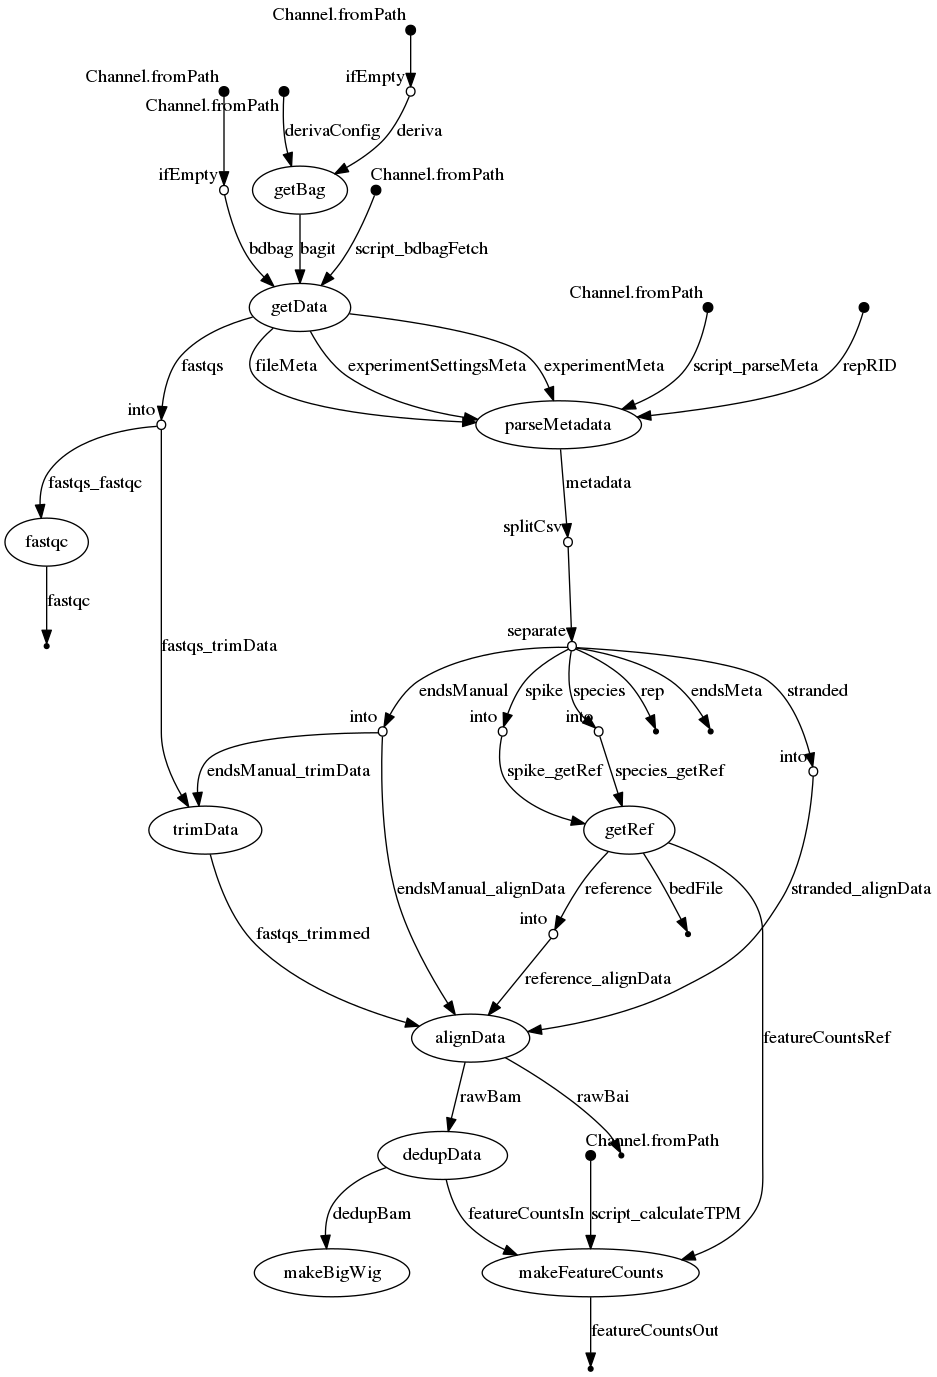 Channel.fromPath
Channel.fromPath
ifEmpty
Channel.fromPath
derivaConfig
deriva
ifEmpty
getBag
Channel.fromPath
bdbag
bagit
script_bdbagFetch
Channel.fromPath
getData
fastqs
fileMeta
experimentSettingsMeta
experimentMeta
script_parseMeta
repRID
into
parseMetadata
fastqs_fastqc
metadata
splitCsv
fastqc
fastqc
separate
fastqs_trimData
endsManual
spike
species
rep
endsMeta
stranded
into
into
into
into
endsManual_trimData
spike_getRef
species_getRef
trimData
getRef
endsManual_alignData
reference
bedFile
stranded_alignData
into
fastqs_trimmed
reference_alignData
alignData
featureCountsRef
rawBam
rawBai
Channel.fromPath
dedupData
dedupBam
featureCountsIn
script_calculateTPM
makeBigWig
makeFeatureCounts
featureCountsOut